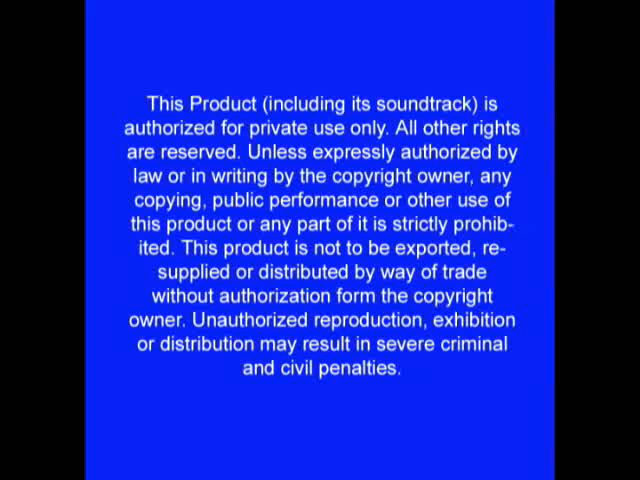 This Product (including its soundtrack) is
authorized for private use only. All other rights
are reserved. Unless expressly authorized by
law or in writing by the copyright owner, any
copying, public performance or other use of
this product or any part of it is strictly prohib-
ited. This product is not to be exported, re-
supplied or distributed by way of trade
without authorization form the copyright
owner. Unauthorized reproduction, exhibition
or distribution may result in severe criminal
and civil penalties.